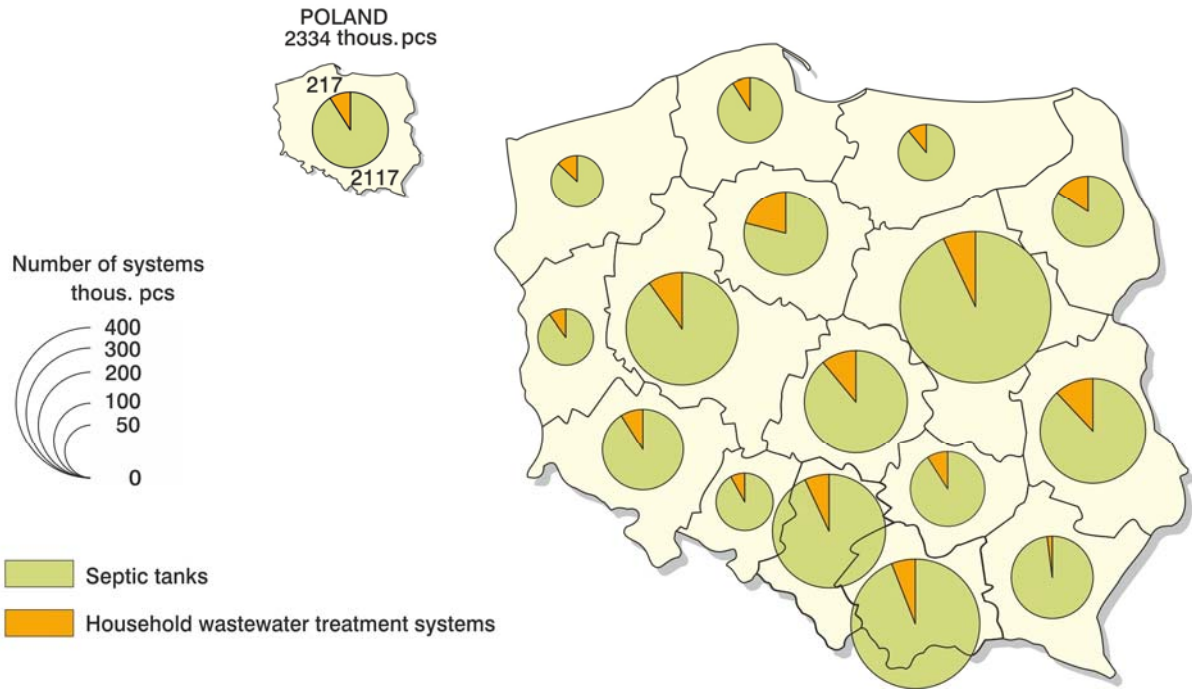 POLAND
2334 thous. pcs
217
2117
Number of systems
thous. pcs
400
300
200
100
50
0
Septic tanks
Household wastewater treatment systems